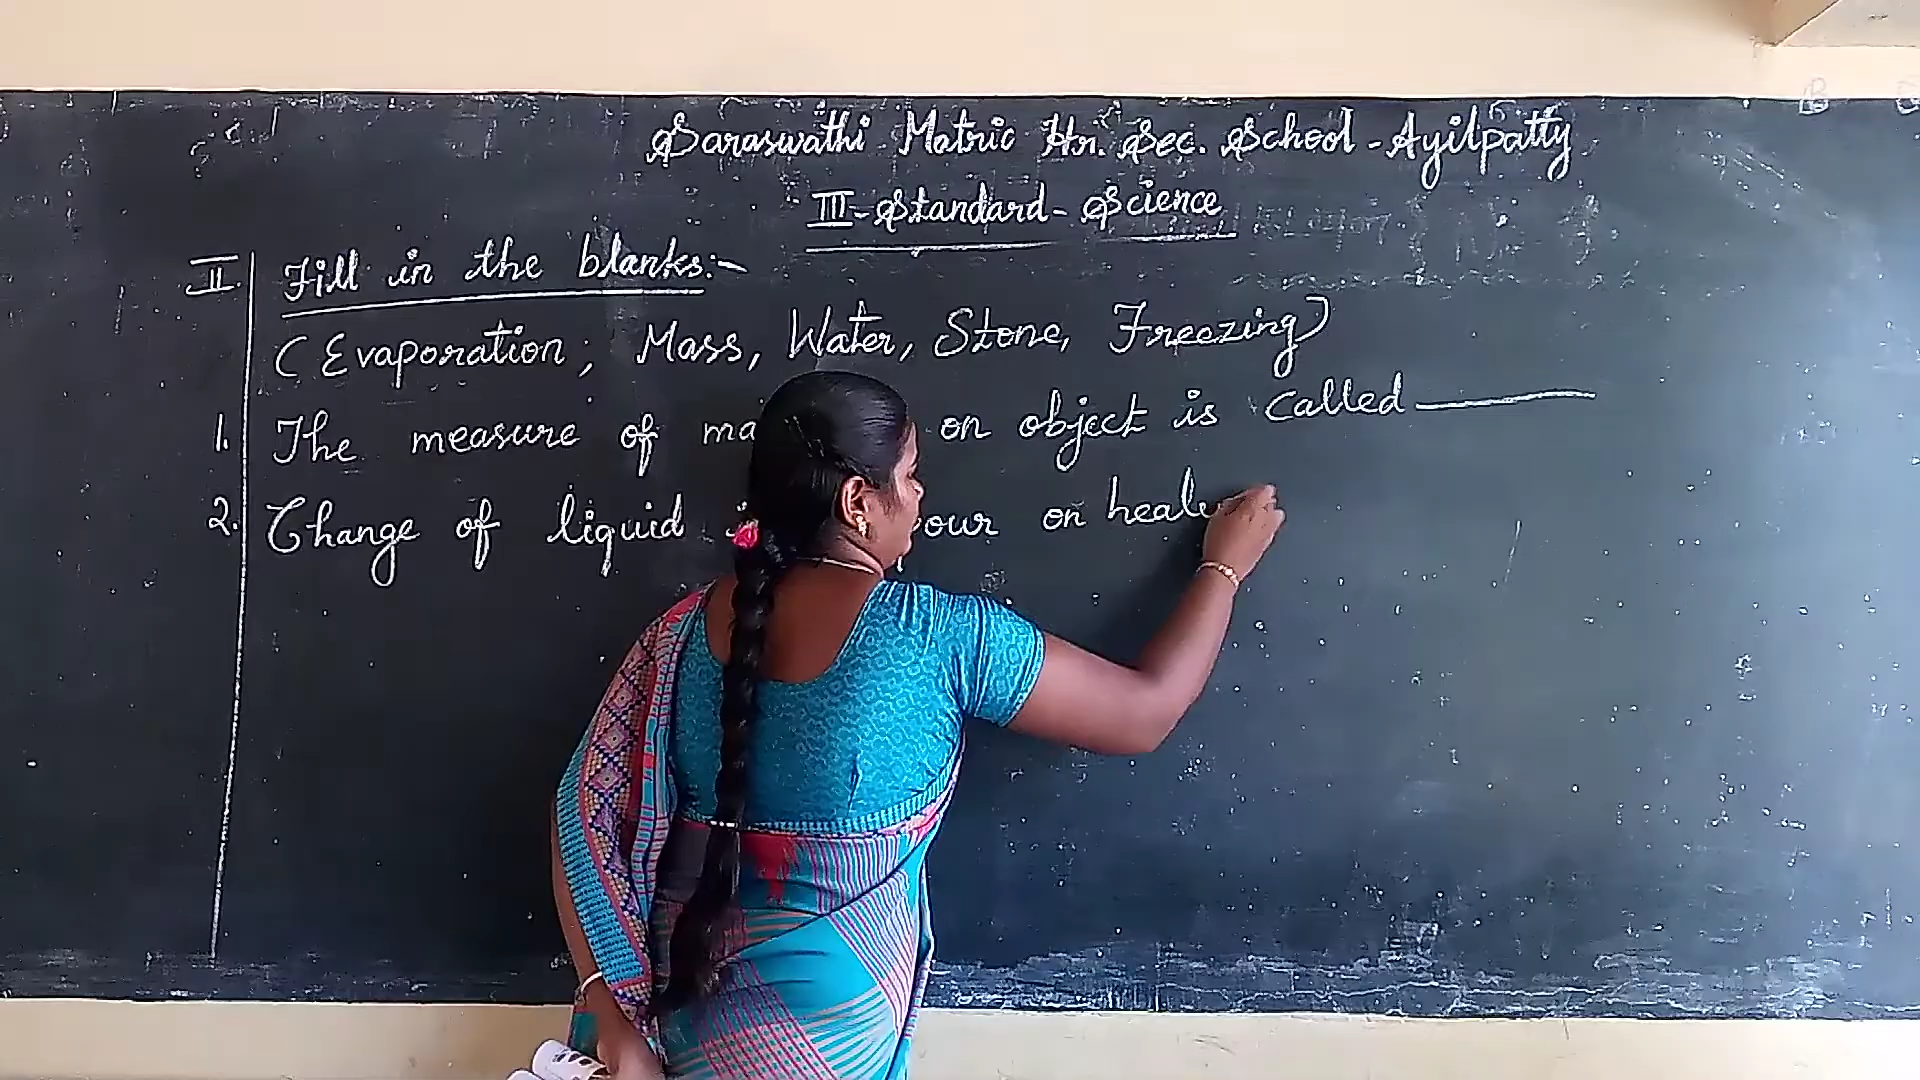 Saraswathi Matric Hr. Sec. School - Ayilpatty
III - Standard - Science
II. Fill in the blanks:-
(Evaporation, Mass, Water, Stone, Freezing)
1. The measure of on object is called
2. Change of liquid on